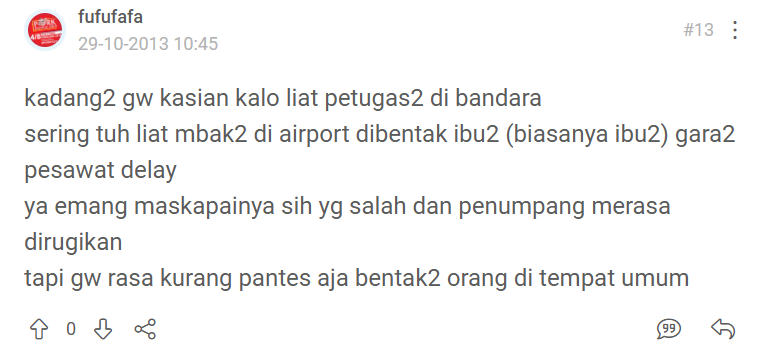 fufufafa
29-10-2013 10:45
#13
kadang2 gw kasian kalo liat petugas2 di bandara
sering tuh liat mbak2 di airport dibentak ibu2 (biasanya ibu2) gara2
pesawat delay
ya emang maskapainya sih yg salah dan penumpang merasa
dirugikan
tapi gw rasa kurang pantes aja bentak2 orang di tempat umum
0